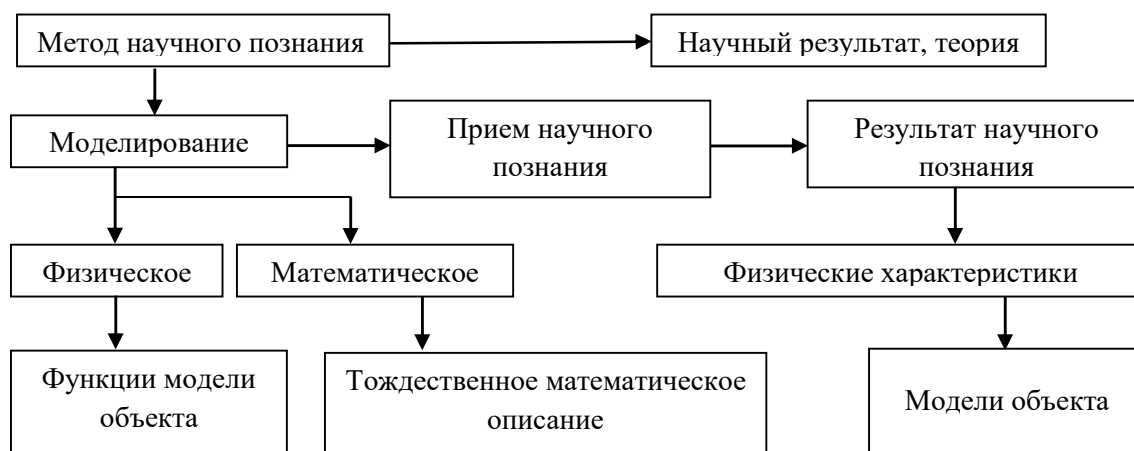 Метод научного познания
Научный результат, теория
Моделирование
Прием научного
познания
Результат научного
познания
Физическое
Математическое
Физические характеристики
Функции модели
объекта
Тождественное математическое
описание
Модели объекта